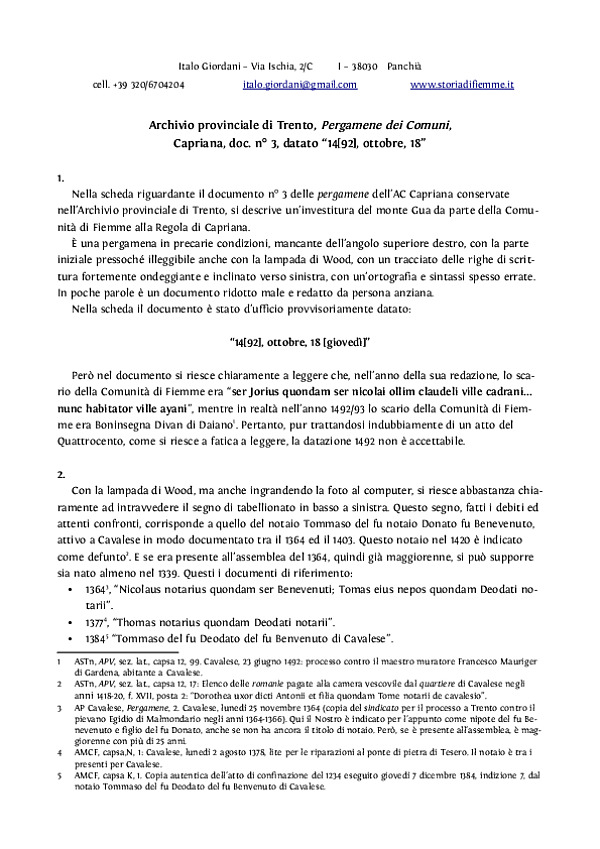 Italo Giordani – Via Ischia, 2/C I – 38030 Panchià
cell. +39 320/6704204 italo.giordani@gmail.com www.storiadifiemme.it
Archivio provinciale di Trento, Pergamene dei Comuni,
Capriana, doc. n° 3, datato “14[92], ottobre, 18”
1.
Nella scheda riguardante il documento n° 3 delle pergamene dell’AC Capriana conservate
nell’Archivio provinciale di Trento, si descrive un’investitura del monte Gua da parte della Comu-
nità di Fiemme alla Regola di Capriana.
È una pergamena in precarie condizioni, mancante dell’angolo superiore destro, con la parte
iniziale pressoché illeggibile anche con la lampada di Wood, con un tracciato delle righe di scrit-
tura fortemente ondeggiante e inclinato verso sinistra, con un’ortografia e sintassi spesso errate.
In poche parole è un documento ridotto male e redatto da persona anziana.
Nella scheda il documento è stato d’ufficio provvisoriamente datato:
“14[92], ottobre, 18 [giovedì]”
Però nel documento si riesce chiaramente a leggere che, nell’anno della sua redazione, lo sca-
rio della Comunità di Fiemme era “ser Jorius quondam ser nicolai ollim claudeli ville cadrani...
nunc habitator ville ayani”, mentre in realtà nell’anno 1492/93 lo scario della Comunità di Fiem-
me era Boninsegna Divan di Daiano1. Pertanto, pur trattandosi indubbiamente di un atto del
Quattrocento, come si riesce a fatica a leggere, la datazione 1492 non è accettabile.
2.
Con la lampada di Wood, ma anche ingrandendo la foto al computer, si riesce abbastanza chia-
ramente ad intravvedere il segno di tabellionato in basso a sinistra. Questo segno, fatti i debiti ed
attenti confronti, corrisponde a quello del notaio Tommaso del fu notaio Donato fu Benevenuto,
attivo a Cavalese in modo documentato tra il 1364 ed il 1403. Questo notaio nel 1420 è indicato
come defunto2. E se era presente all’assemblea del 1364, quindi già maggiorenne, si può supporre
sia nato almeno nel 1339. Questi i documenti di riferimento:
• 13643, “Nicolaus notarius quondam ser Benevenuti; Tomas eius nepos quondam Deodati no-
tarii”.
• 13774, “Thomas notarius quondam Deodati notarii”.
• 13845 “Tommaso del fu Deodato del fu Benvenuto di Cavalese”.
1 ASTn, APV, sez. lat., capsa 12, 99. Cavalese, 23 giugno 1492: processo contro il maestro muratore Francesco Mauriger
di Gardena, abitante a Cavalese.
2 ASTn, APV, sez. lat., capsa 12, 17: Elenco delle romanie pagate alla camera vescovile dal quartiere di Cavalese negli
anni 1418-20, f. XVII, posta 2: “Dorothea uxor dicti Antonii et filia quondam Tome notarii de cavalesio”.
3 AP Cavalese, Pergamene, 2. Cavalese, lunedì 25 novembre 1364 (copia del sindicato per il processo a Trento contro il
pievano Egidio di Malmondario negli anni 1364-1366). Qui il Nostro è indicato per l’appunto come nipote del fu Be-
nevenuto e figlio del fu Donato, anche se non ha ancora il titolo di notaio. Però, se è presente all’assemblea, è mag-
giorenne con più di 25 anni.
4 AMCF, capsa,N, 1: Cavalese, lunedì 2 agosto 1378, lite per le riparazioni al ponte di pietra di Tesero. Il notaio è tra i
presenti per Cavalese.
5 AMCF, capsa K, 1. Copia autentica dell’atto di confinazione del 1234 eseguito giovedì 7 dicembre 1384, indizione 7, dal
notaio Tommaso del fu Deodato del fu Benvenuto di Cavalese.